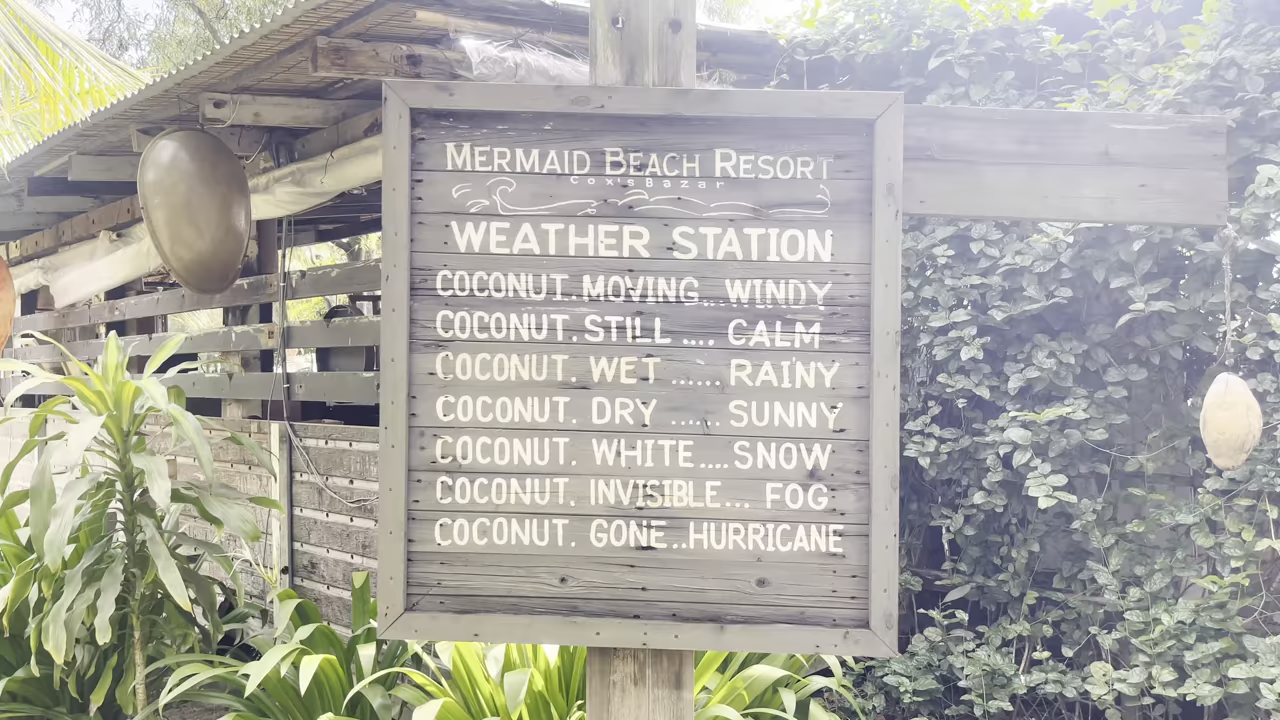 MERMAID BEACH RESORT
Cox'sBazar
WEATHER STATION
COCONUT. MOVING...WINDY
COCONUT. STILL .... CALM
COCONUT. WET ...... RAINY
COCONUT. DRY ...... SUNNY
COCONUT. WHITE ....SNOW
COCONUT. INVISIBLE... FOG
COCONUT. GONE ..HURRICANE